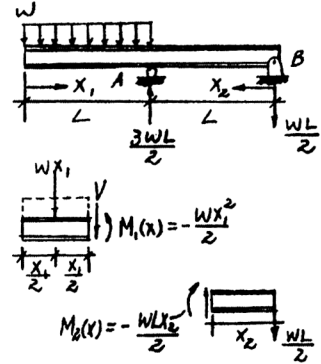 W
A B
X₁ X₂
L L
3WL/2 WL/2
WX₁
V
M₁(x) = - WX₁²/2
X₁/2 X₁/2
M₂(x) = - WLX₂/2
X₂ WL/2